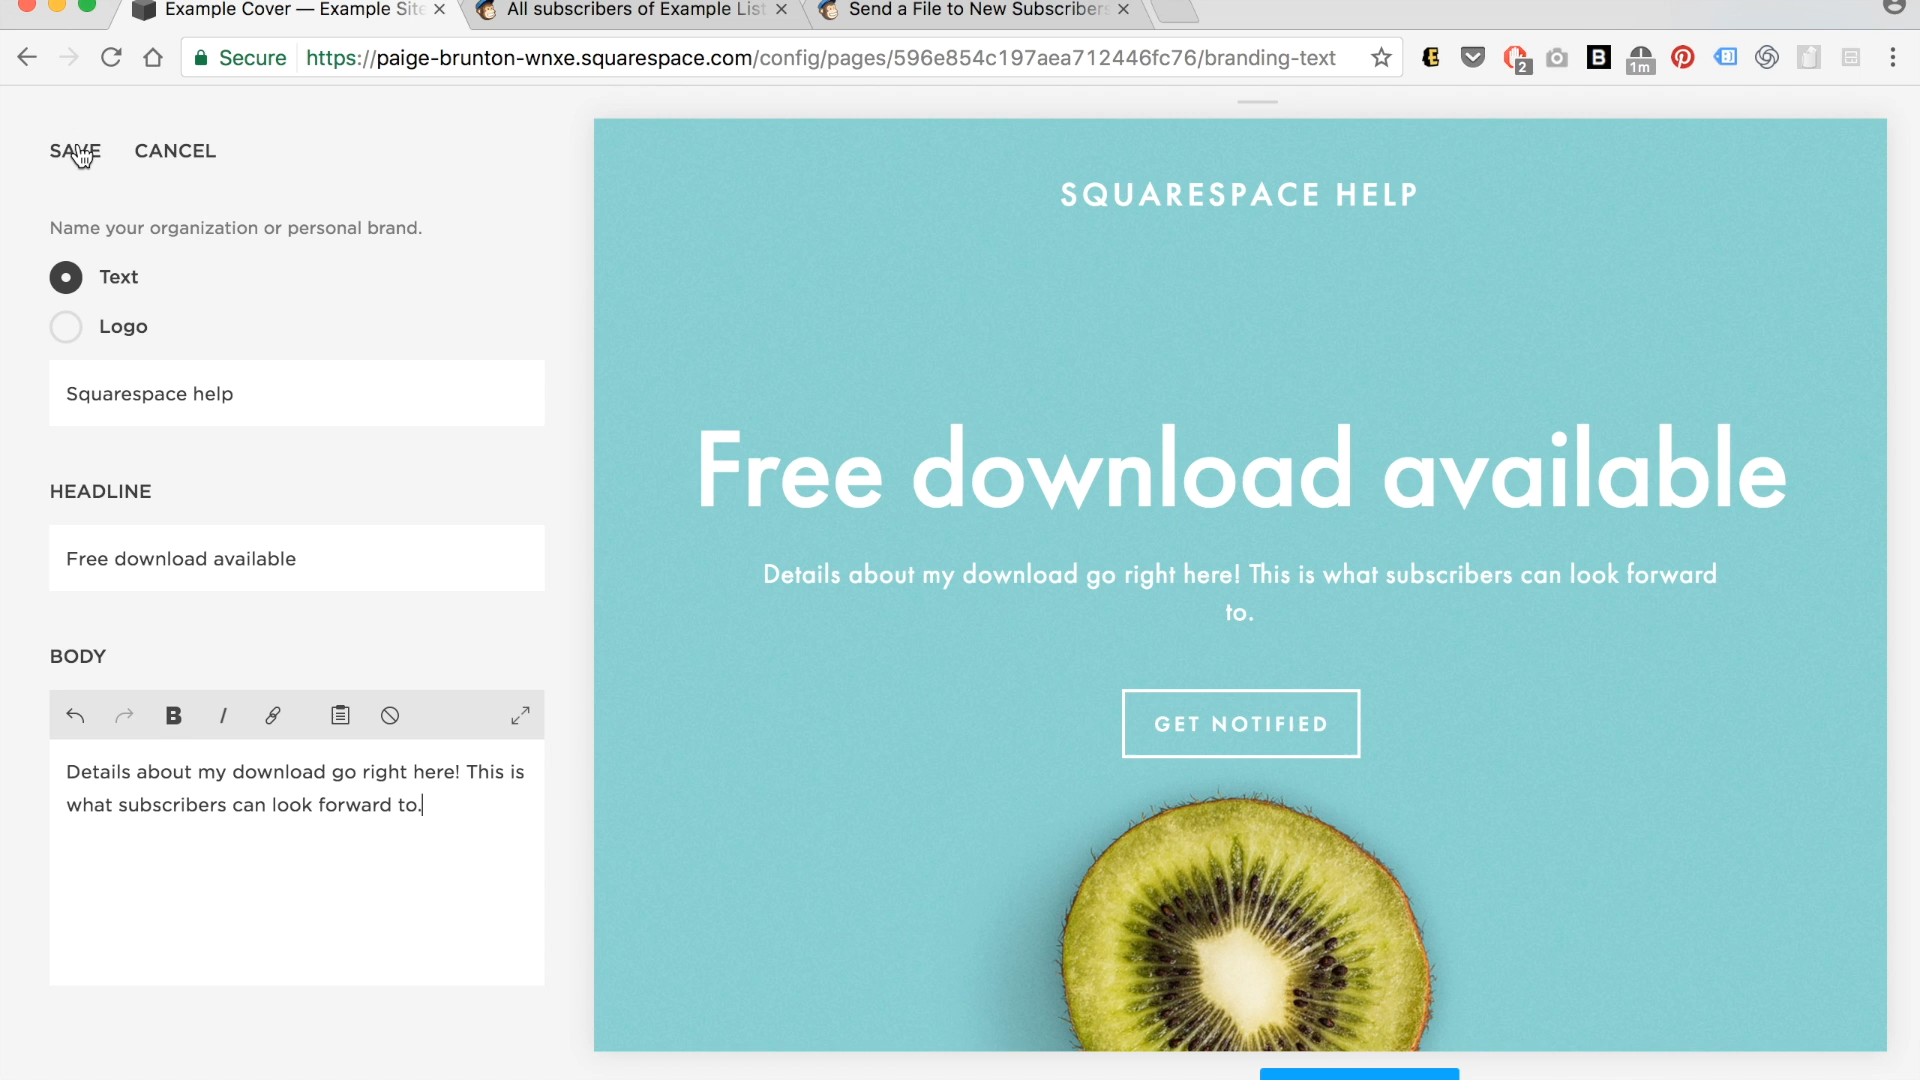 Example Cover — Example Site
All subscribers of Example List
Send a File to New Subscribers
Secure
https://paige-brunton-wnxe.squarespace.com/config/pages/596e854c197aea712446fc76/branding-text
2
B
1m
SAVE CANCEL
Name your organization or personal brand.
Text
Logo
Squarespace help
HEADLINE
Free download available
BODY
B I
Details about my download go right here! This is
what subscribers can look forward to.
SQUARESPACE HELP
Free download available
Details about my download go right here! This is what subscribers can look forward
to.
GET NOTIFIED